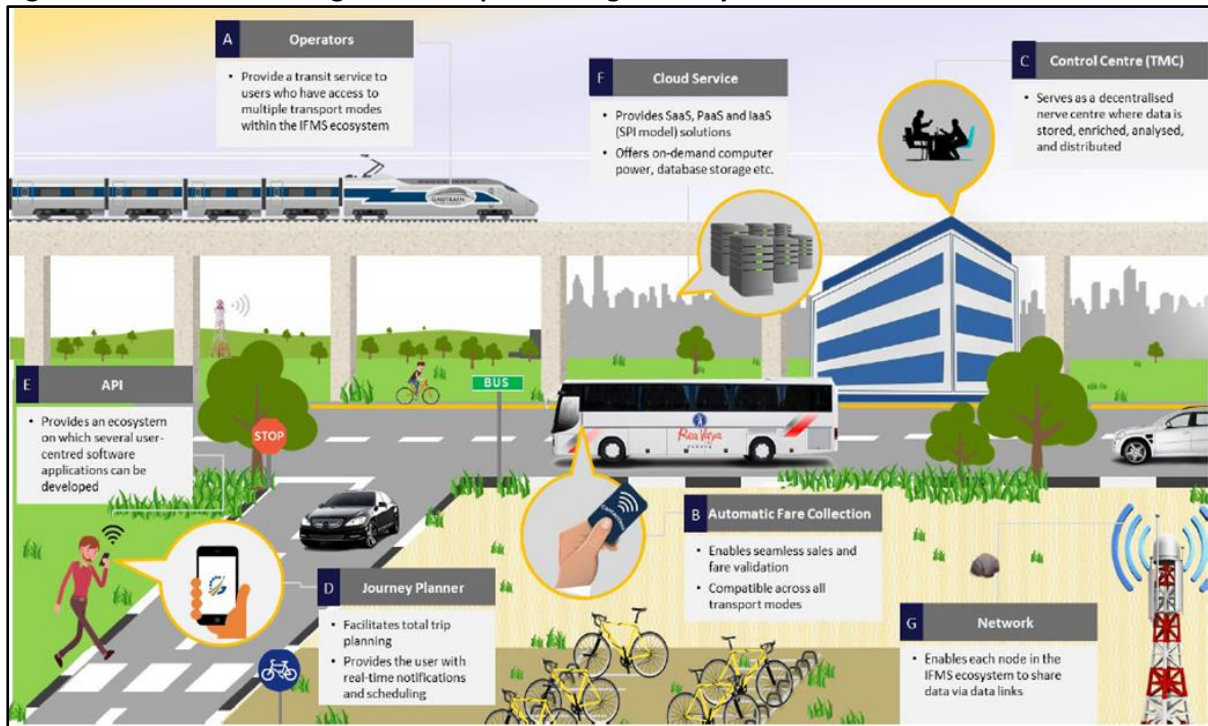 A Operators
• Provide a transit service to
users who have access to
multiple transport modes
within the IFMS ecosystem
F Cloud Service
• Provides SaaS, PaaS and IaaS
(SPI model) solutions
• Offers on-demand computer
power, database storage etc.
C Control Centre (TMC)
• Serves as a decentralised
nerve centre where data is
stored, enriched, analysed,
and distributed
GAUTRAIN
E API
• Provides an ecosystem
on which several user-
centred software
applications can be
developed
STOP
BUS
Rea Vaya
Contactless
B Automatic Fare Collection
• Enables seamless sales and
fare validation
• Compatible across all
transport modes
D Journey Planner
• Facilitates total trip
planning
• Provides the user with
real-time notifications
and scheduling
G Network
• Enables each node in the
IFMS ecosystem to share
data via data links